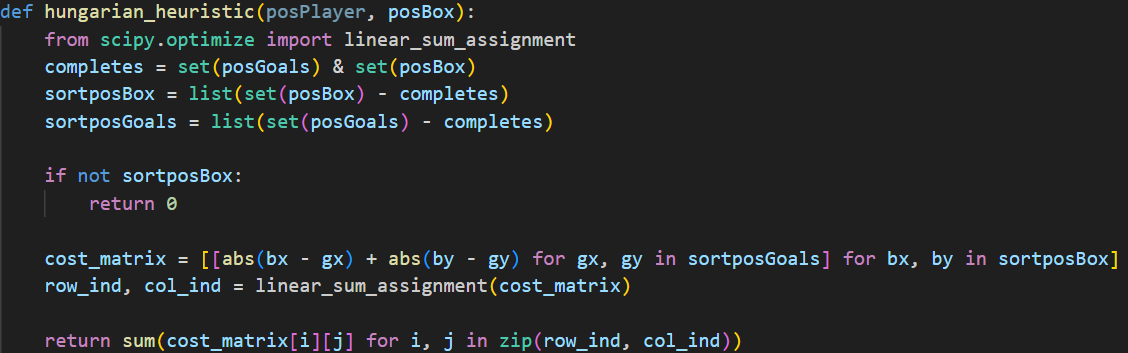 def hungarian_heuristic(posPlayer, posBox):
    from scipy.optimize import linear_sum_assignment
    completes = set(posGoals) & set(posBox)
    sortposBox = list(set(posBox) - completes)
    sortposGoals = list(set(posGoals) - completes)

    if not sortposBox:
        return 0

    cost_matrix = [[abs(bx - gx) + abs(by - gy) for gx, gy in sortposGoals] for bx, by in sortposBox]
    row_ind, col_ind = linear_sum_assignment(cost_matrix)

    return sum(cost_matrix[i][j] for i, j in zip(row_ind, col_ind))